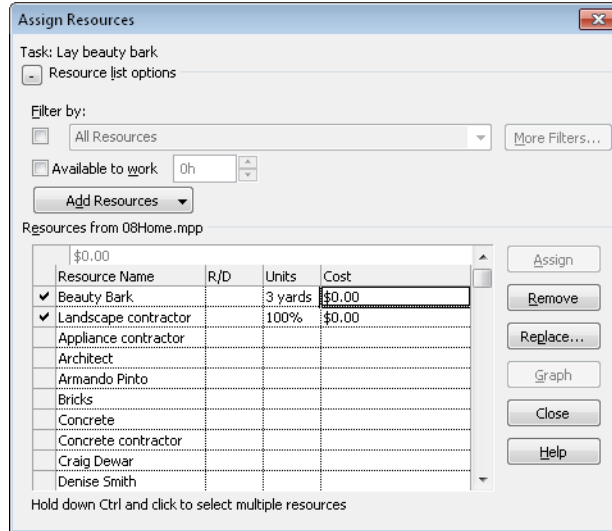 Assign Resources
Task: Lay beauty bark
- Resource list options
Filter by:
All Resources More Filters...
Available to work 0h
Add Resources
Resources from 08Home.mpp
$0.00
Resource Name R/D Units Cost
Beauty Bark 3 yards $0.00
Landscape contractor 100% $0.00
Appliance contractor
Architect
Armando Pinto
Bricks
Concrete
Concrete contractor
Craig Dewar
Denise Smith
Assign
Remove
Replace...
Graph
Close
Help
Hold down Ctrl and click to select multiple resources